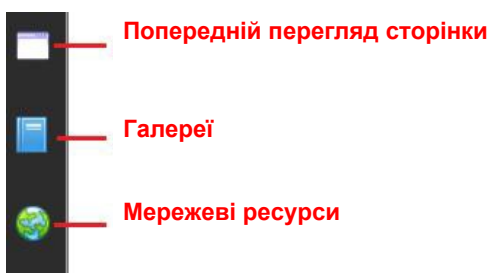 Попередній перегляд сторінки
Галереї
Мережеві ресурси